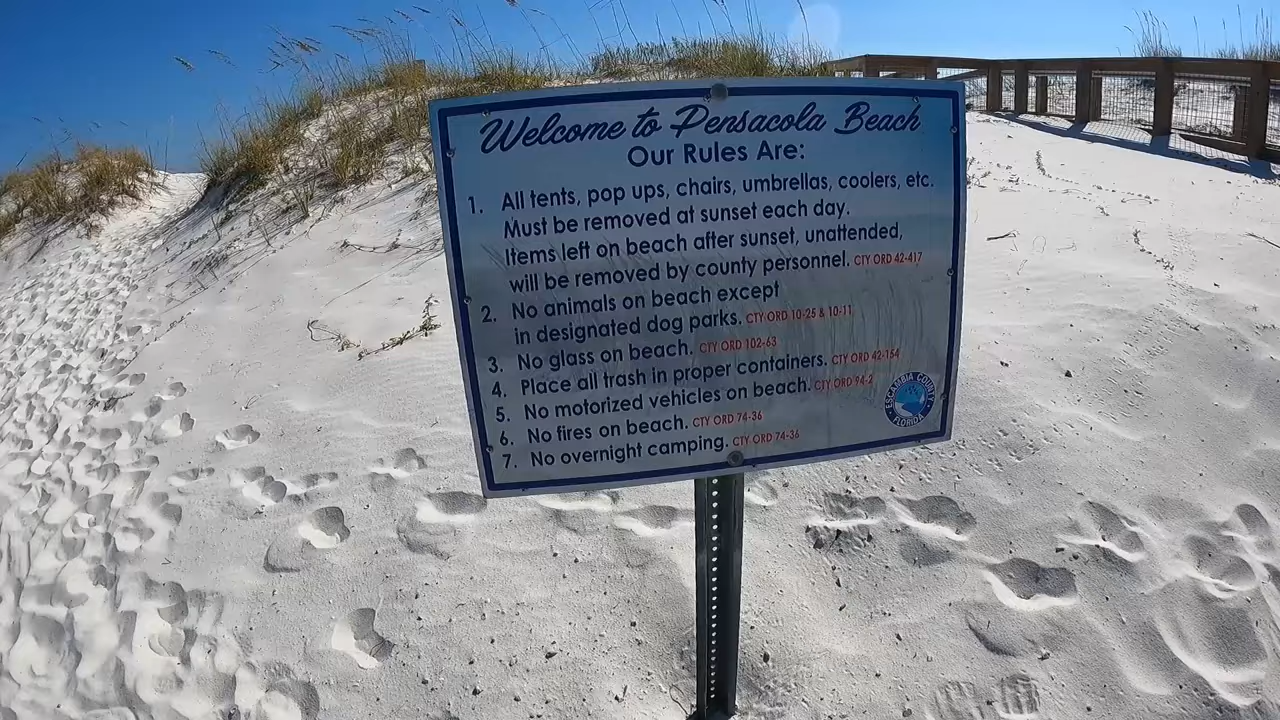 Welcome to Pensacola Beach
Our Rules Are:
1. All tents, pop ups, chairs, umbrellas, coolers, etc.
Must be removed at sunset each day.
Items left on beach after sunset, unattended,
will be removed by county personnel. CTY ORD 42-417
2. No animals on beach except
in designated dog parks. CTY ORD 10-25 & 10-11
3. No glass on beach. CTY ORD 102-63
4. Place all trash in proper containers. CTY ORD 42-154
5. No motorized vehicles on beach. CTY ORD 94-2
6. No fires on beach. CTY ORD 74-36
7. No overnight camping. CTY ORD 74-36
ESCAMBIA COUNTY
FLORIDA